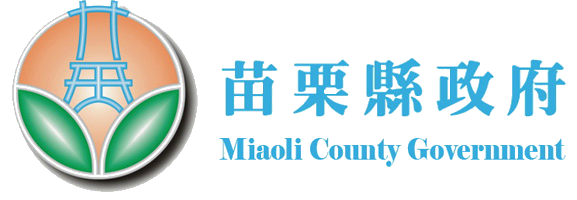 苗栗縣政府
Miaoli County Government